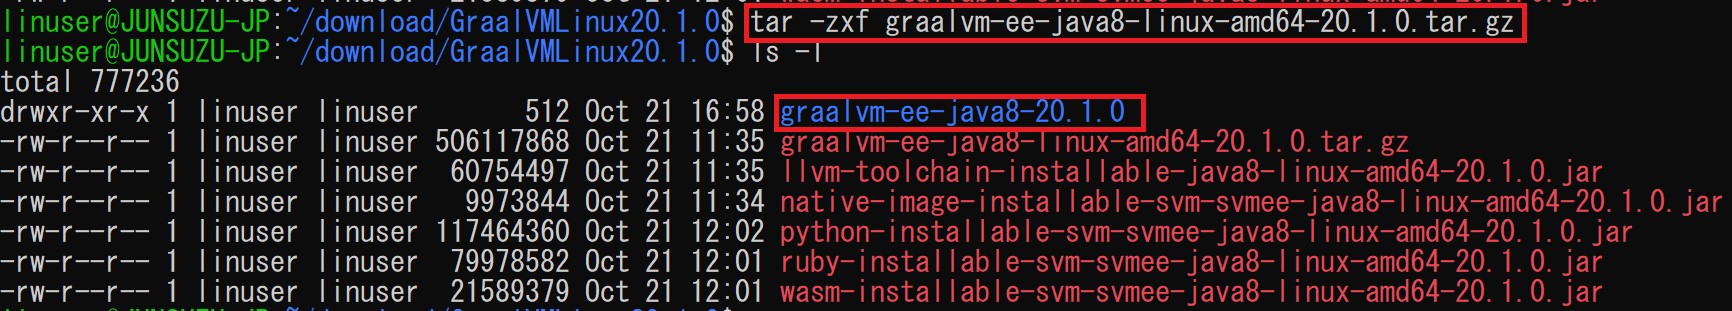 linuser@JUNSUZU-JP:~/download/GraalVMLinux20.1.0$ tar -zxf graalvm-ee-java8-linux-amd64-20.1.0.tar.gz
linuser@JUNSUZU-JP:~/download/GraalVMLinux20.1.0$ ls -l
total 777236
drwxr-xr-x 1 linuser linuser 512 Oct 21 16:58 graalvm-ee-java8-20.1.0
-rw-r--r-- 1 linuser linuser 506117868 Oct 21 11:35 graalvm-ee-java8-linux-amd64-20.1.0.tar.gz
-rw-r--r-- 1 linuser linuser 60754497 Oct 21 11:35 llvm-toolchain-installable-java8-linux-amd64-20.1.0.jar
-rw-r--r-- 1 linuser linuser 9973844 Oct 21 11:34 native-image-installable-svm-svmee-java8-linux-amd64-20.1.0.jar
-rw-r--r-- 1 linuser linuser 117464360 Oct 21 12:02 python-installable-svm-svmee-java8-linux-amd64-20.1.0.jar
-rw-r--r-- 1 linuser linuser 79978582 Oct 21 12:01 ruby-installable-svm-svmee-java8-linux-amd64-20.1.0.jar
-rw-r--r-- 1 linuser linuser 21589379 Oct 21 12:01 wasm-installable-svm-svmee-java8-linux-amd64-20.1.0.jar
linuser@JUNSUZU-JP:~/download/GraalVMLinux20.1.0$